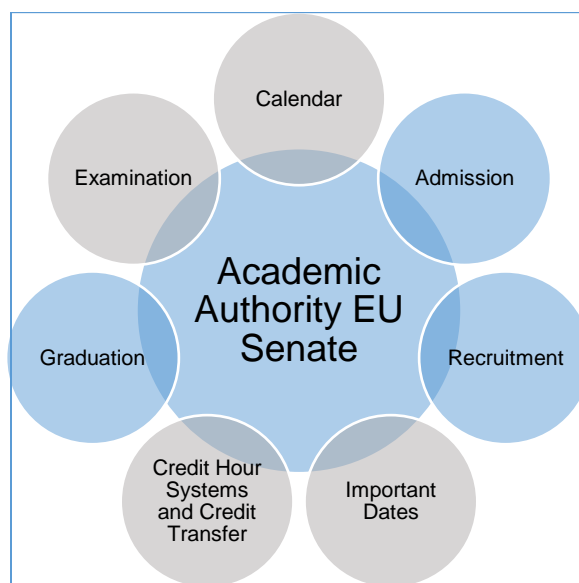 Calendar
Examination
Admission
Academic
Authority EU
Senate
Graduation
Recruitment
Credit Hour
Systems
and Credit
Transfer
Important
Dates